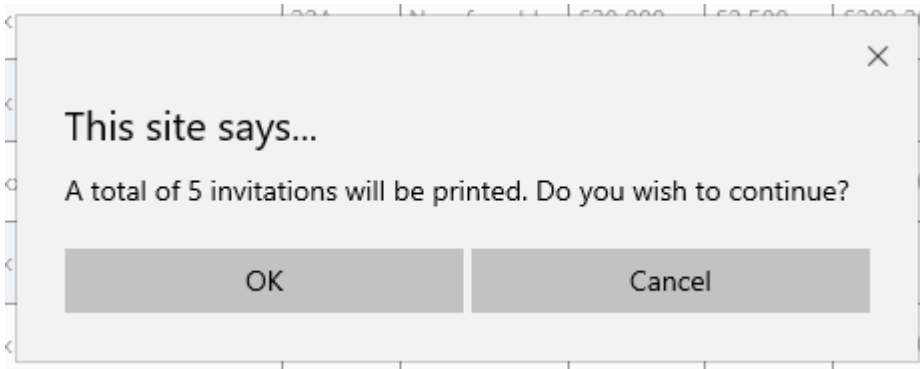 This site says...
A total of 5 invitations will be printed. Do you wish to continue?
OK
Cancel